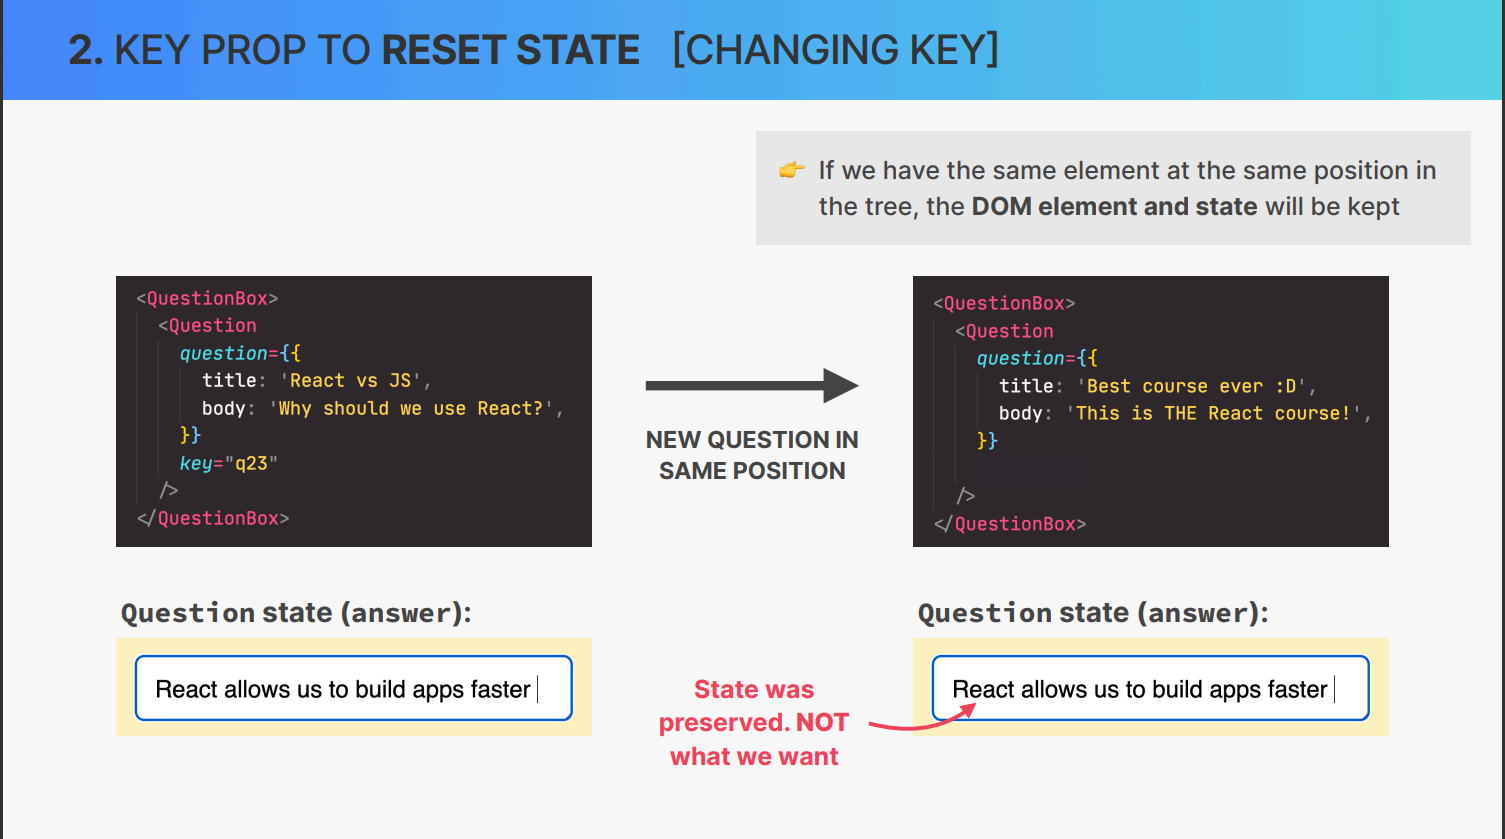 2. KEY PROP TO RESET STATE [CHANGING KEY]
👉 If we have the same element at the same position in
the tree, the DOM element and state will be kept
<QuestionBox>
<Question
question={{
title: 'React vs JS',
body: 'Why should we use React?',
}}
key="q23"
/>
</QuestionBox>
NEW QUESTION IN
SAME POSITION
<QuestionBox>
<Question
question={{
title: 'Best course ever :D',
body: 'This is THE React course!',
}}
/>
</QuestionBox>
Question state (answer):
React allows us to build apps faster
State was
preserved. NOT
what we want
Question state (answer):
React allows us to build apps faster